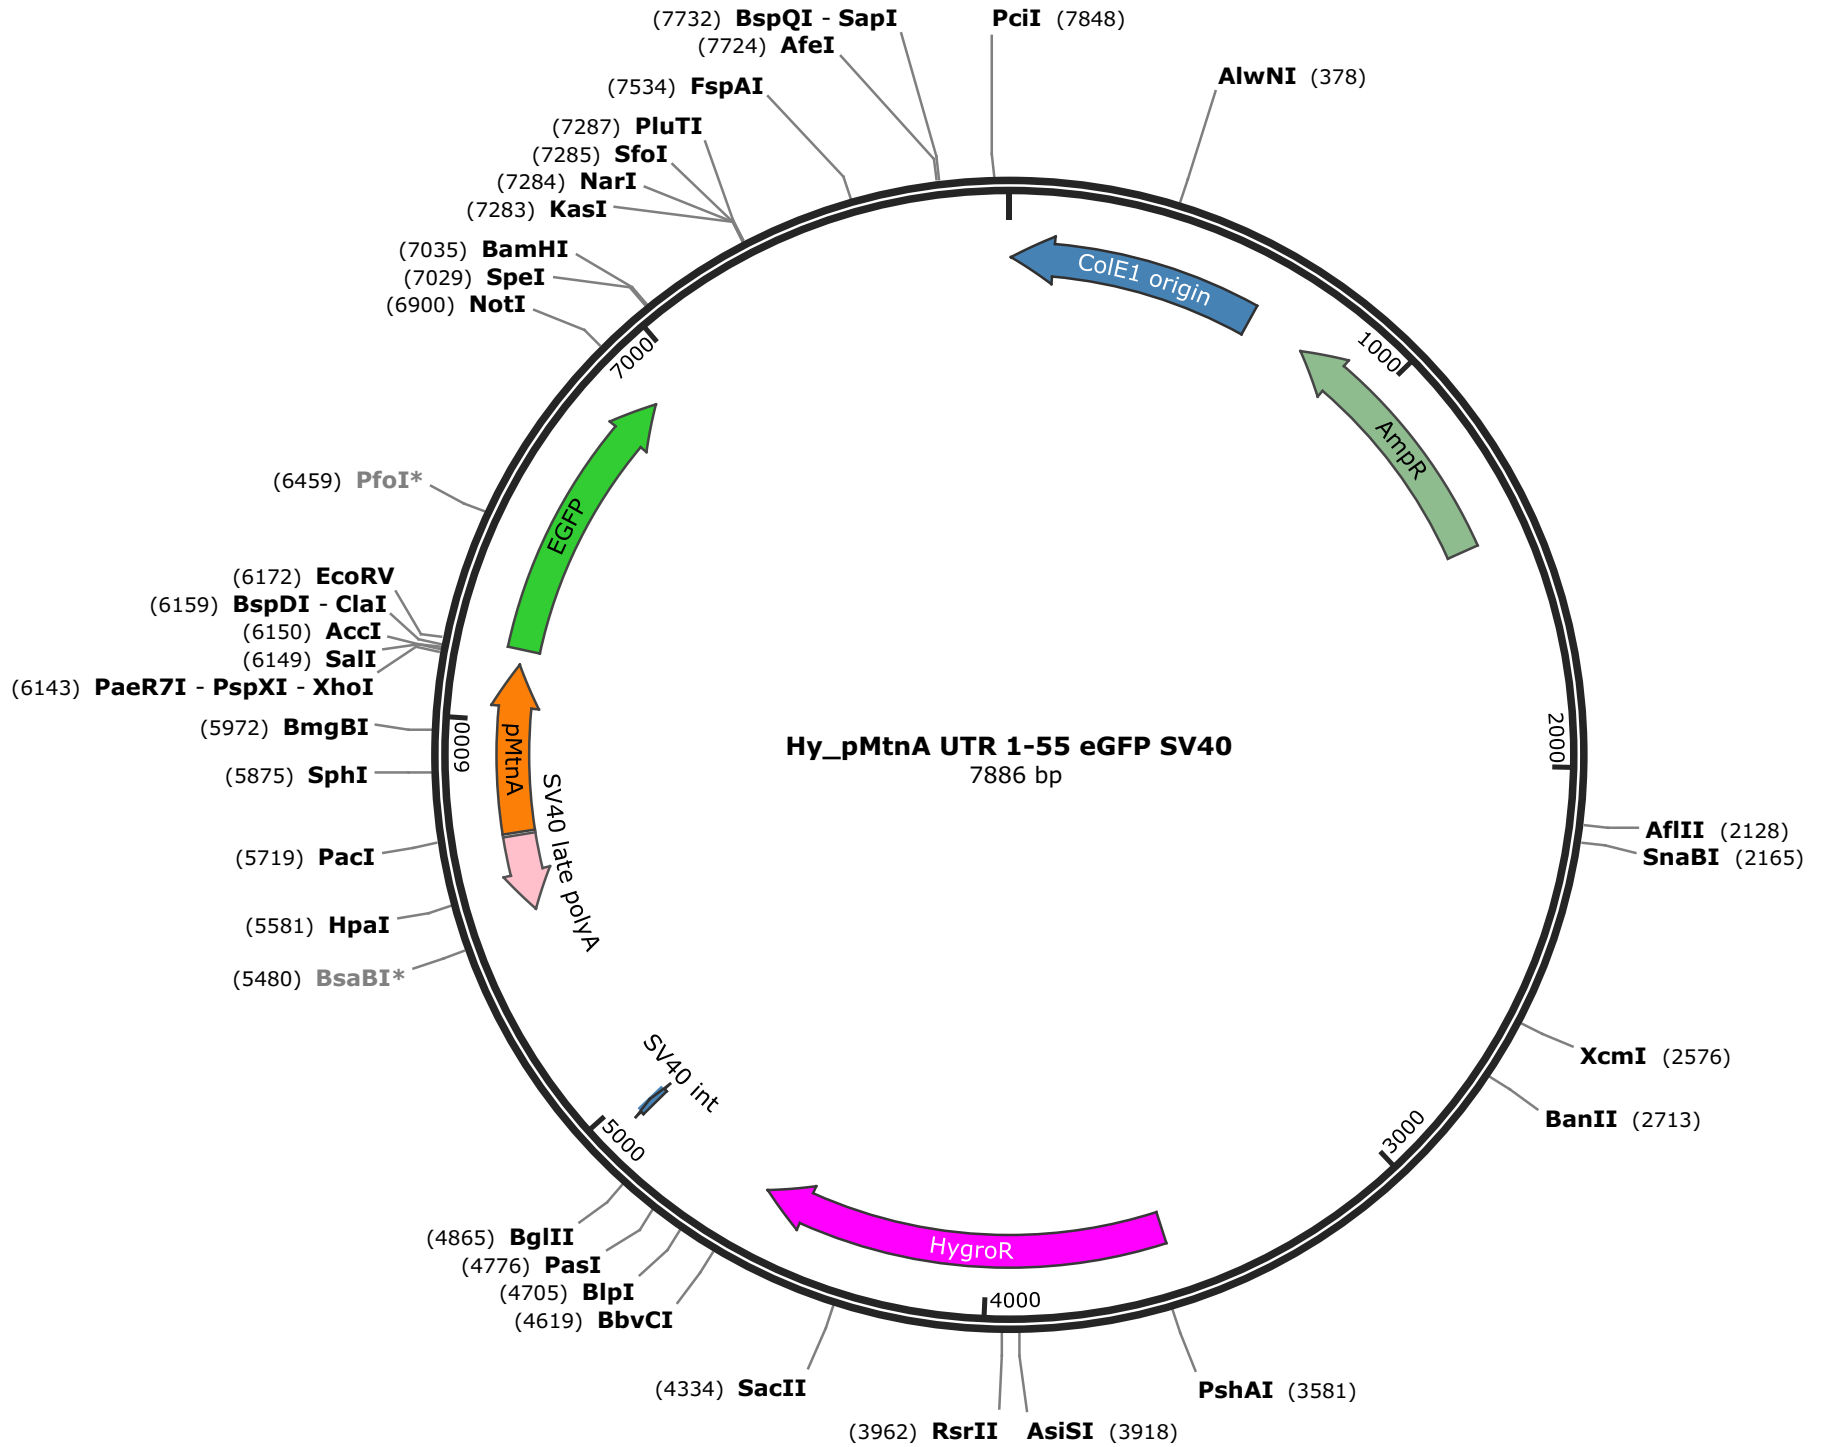 (7732) BspQI - SapI
(7724) AfeI
(7534) FspAI
(7287) PluTI
(7285) SfoI
(7284) NarI
(7283) KasI
(7035) BamHI
(7029) SpeI
(6900) NotI
(6459) PfoI*
(6172) EcoRV
(6159) BspDI - ClaI
(6150) AccI
(6149) SalI
(6143) PaeR7I - PspXI - XhoI
(5972) BmgBI
(5875) SphI
(5719) PacI
(5581) HpaI
(5480) BsaBI*
(4865) BglII
(4776) PasI
(4705) BlpI
(4619) BbvCI
(4334) SacII
(3962) RsrII
AsiSI (3918)
PshAI (3581)
BanII (2713)
XcmI (2576)
SnaBI (2165)
AflII (2128)
AlwNI (378)
PciI (7848)
1000
2000
3000
4000
5000
6000
7000
ColE1 origin
AmpR
HygroR
SV40 int
SV40 late polyA
pMtnA
EGFP
Hy_pMtnA UTR 1-55 eGFP SV40
7886 bp